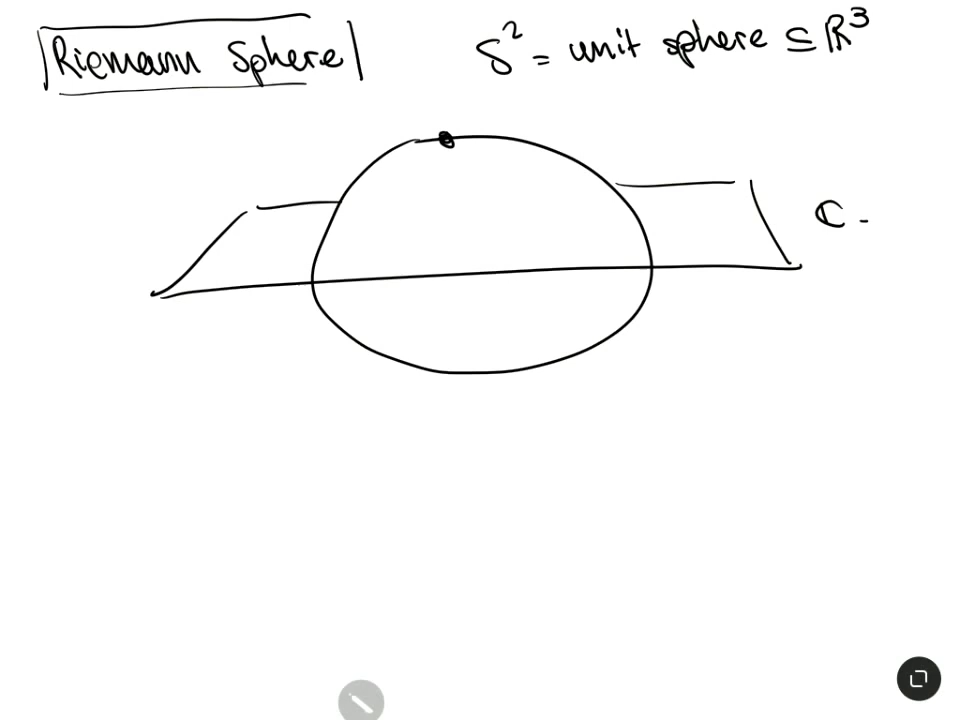 Riemann Sphere
S² = unit sphere ⊆ ℝ³
ℂ